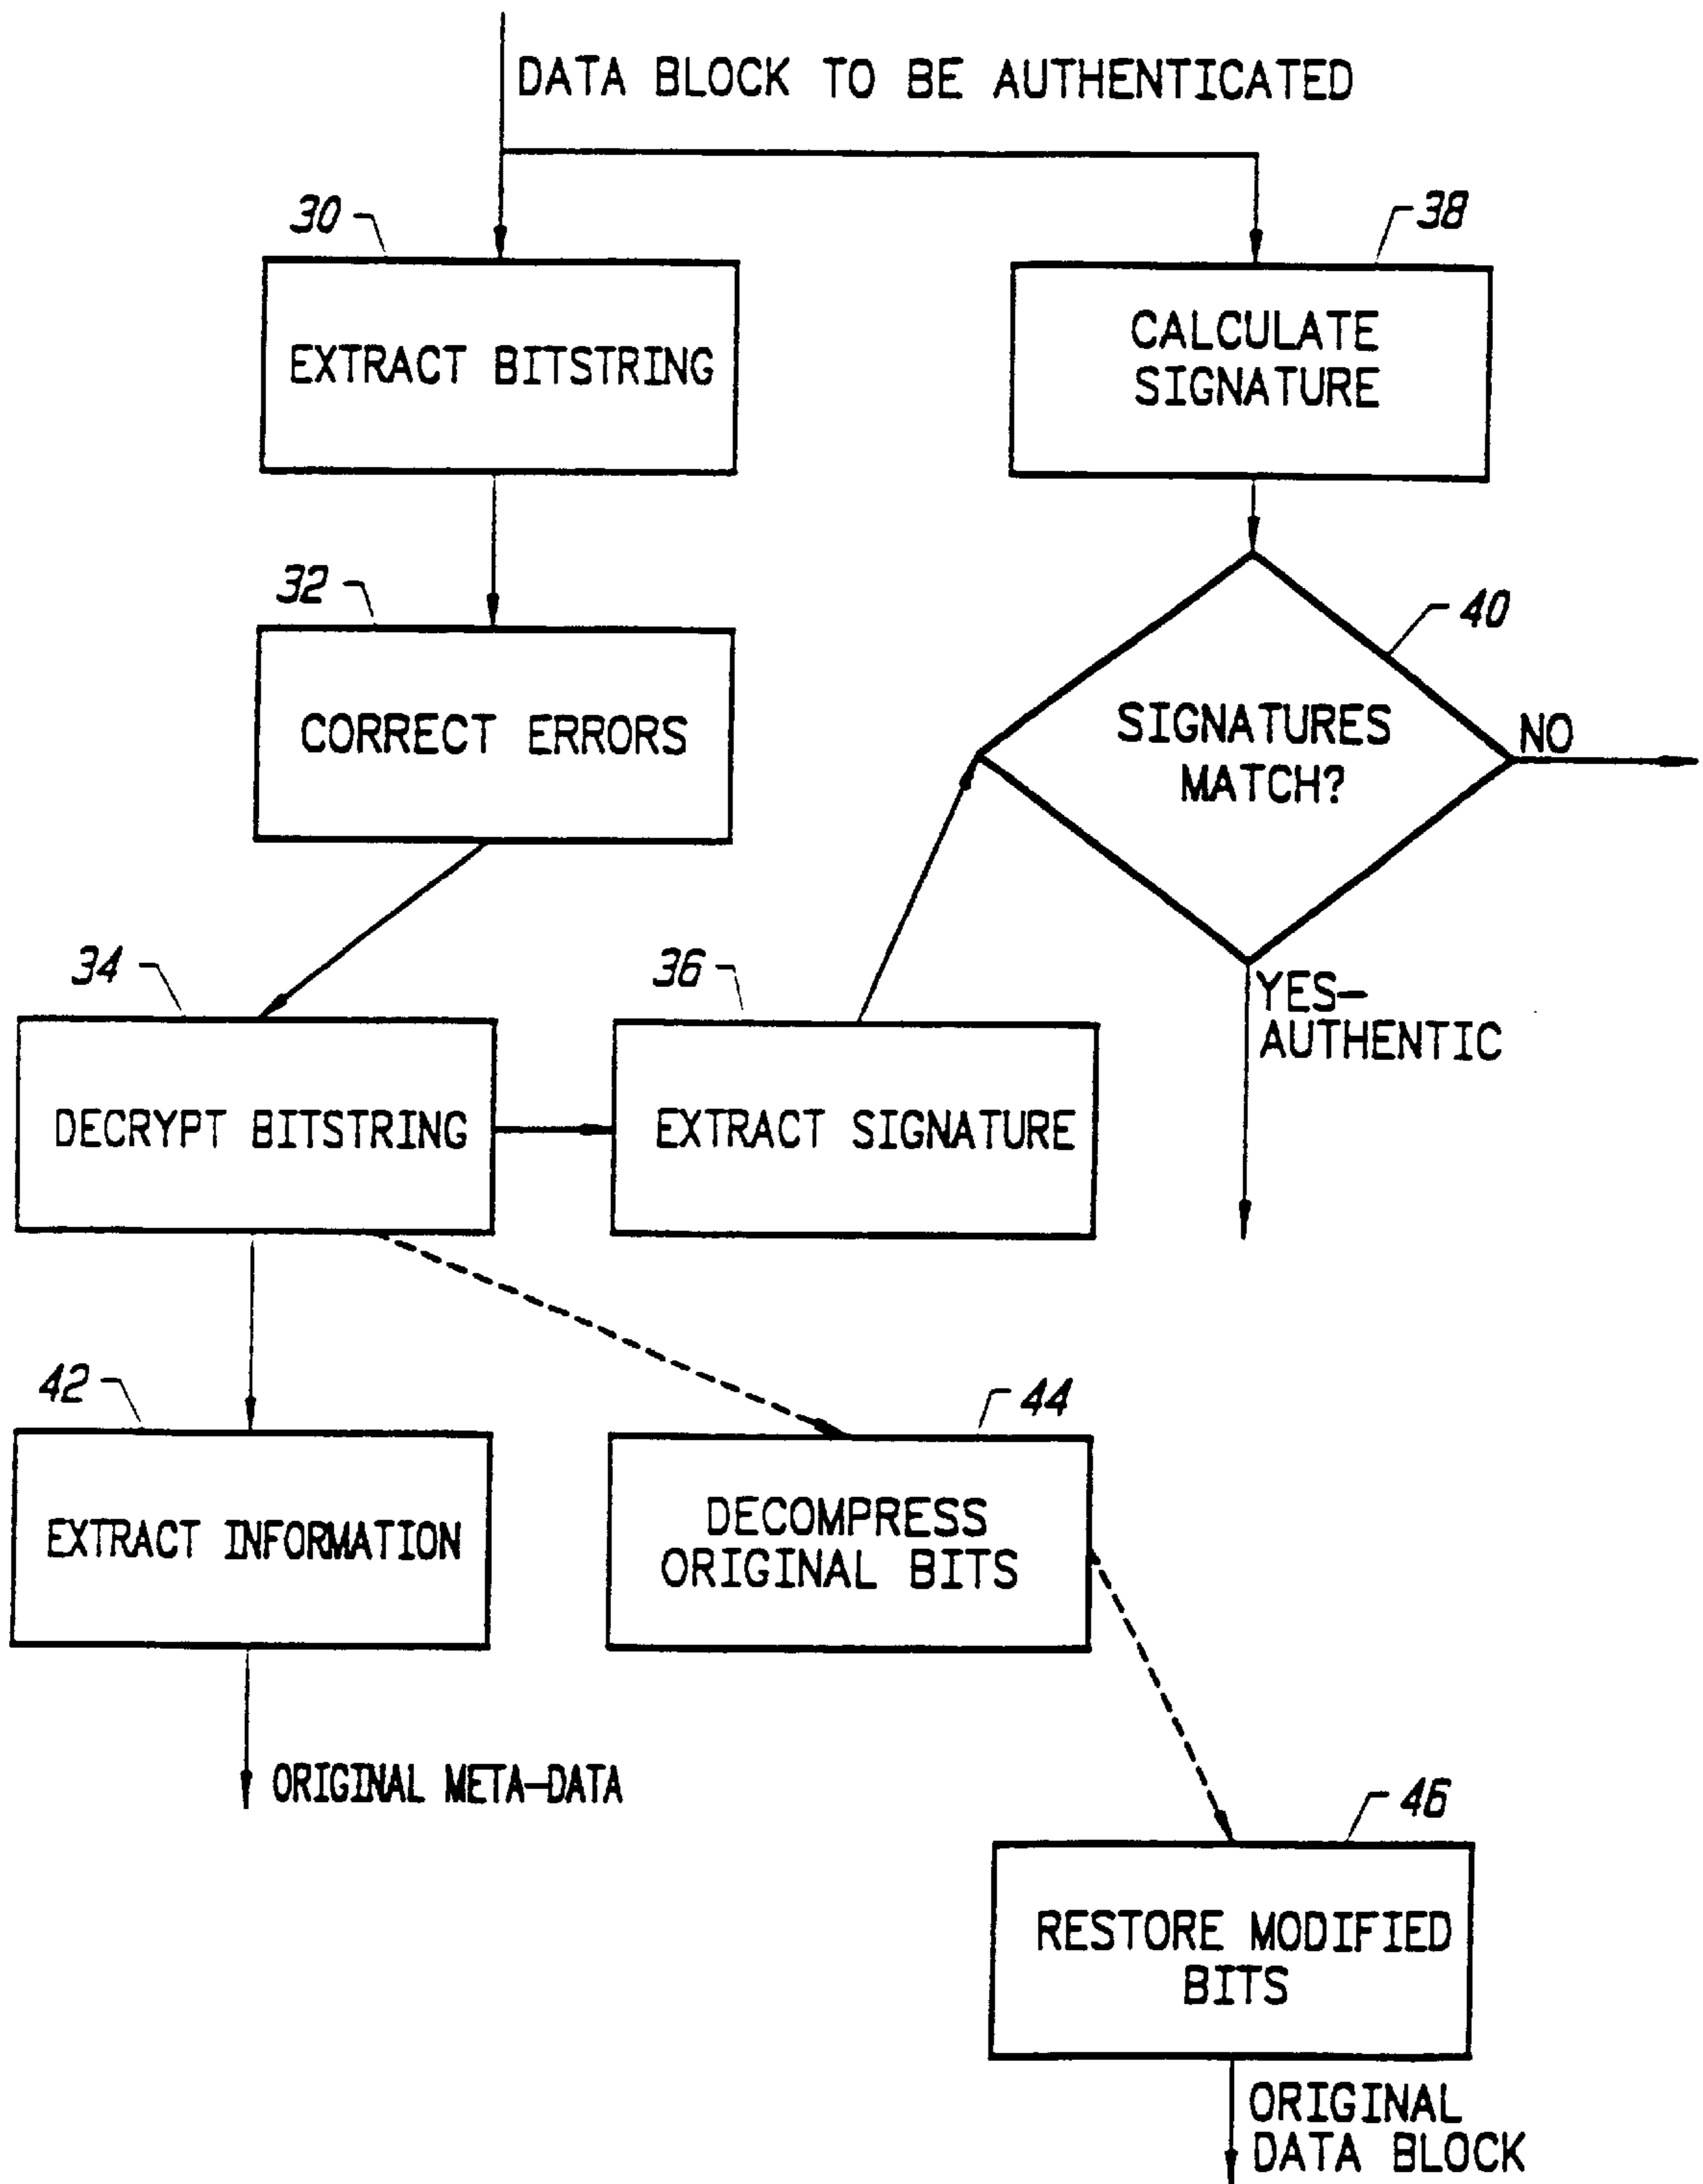 DATA BLOCK TO BE AUTHENTICATED
30
38
EXTRACT BITSTRING
CALCULATE
SIGNATURE
32
40
CORRECT ERRORS
SIGNATURES
MATCH?
NO
34
36
YES-
AUTHENTIC
DECRYPT BITSTRING
EXTRACT SIGNATURE
42
44
EXTRACT INFORMATION
DECOMPRESS
ORIGINAL BITS
ORIGINAL META-DATA
46
RESTORE MODIFIED
BITS
ORIGINAL
DATA BLOCK